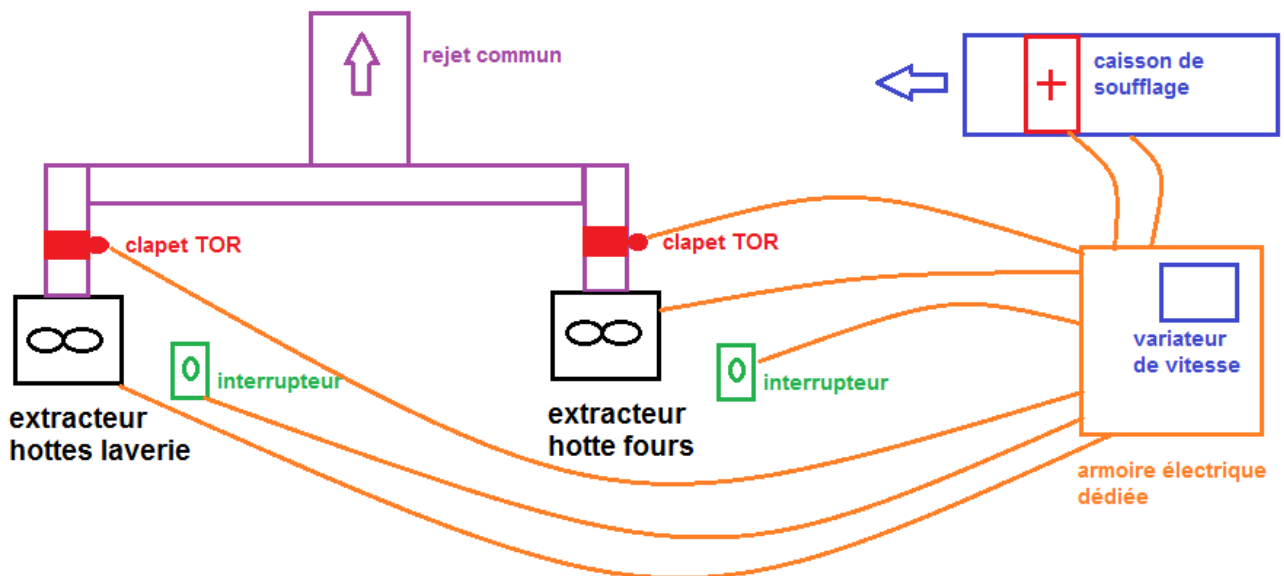 rejet commun
caisson de
soufflage
clapet TOR
clapet TOR
interrupteur
interrupteur
variateur
de vitesse
extracteur
hottes laverie
extracteur
hotte fours
armoire électrique
dédiée